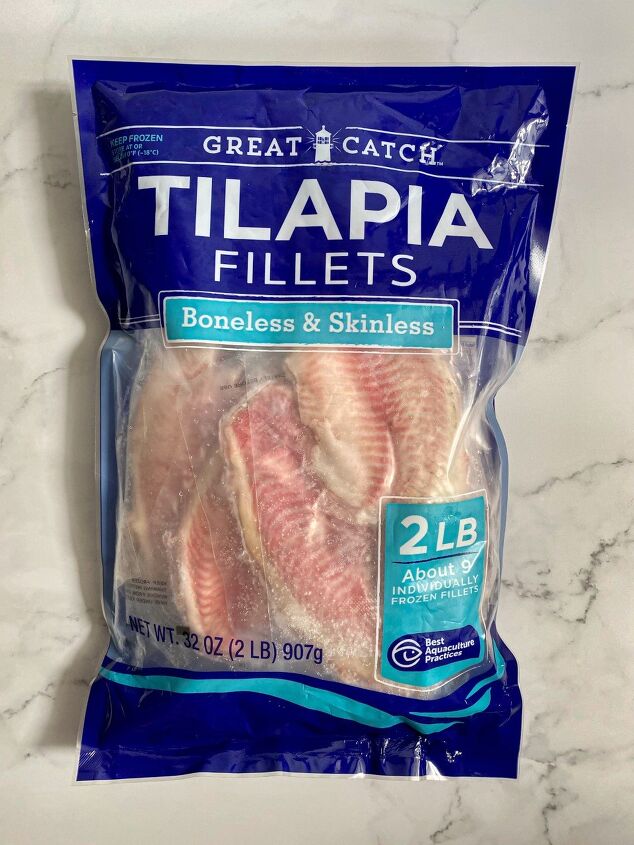 KEEP FROZEN
GREAT CATCH™
TILAPIA
FILLETS
Boneless & Skinless
2 LB
About 9
INDIVIDUALLY
FROZEN FILLETS
Best
Aquaculture
Practices
NET WT. 32 OZ (2 LB) 907g